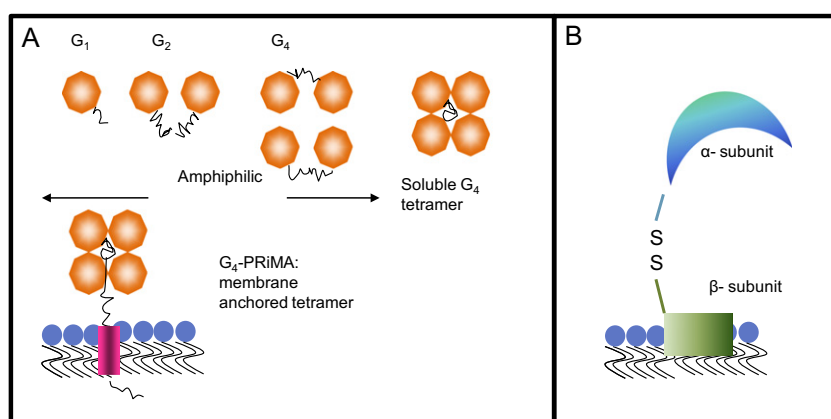 A
G1 G2 G4
Amphiphilic
Soluble G4
tetramer
G4-PRiMA:
membrane
anchored tetramer
B
α- subunit
S
S
β- subunit